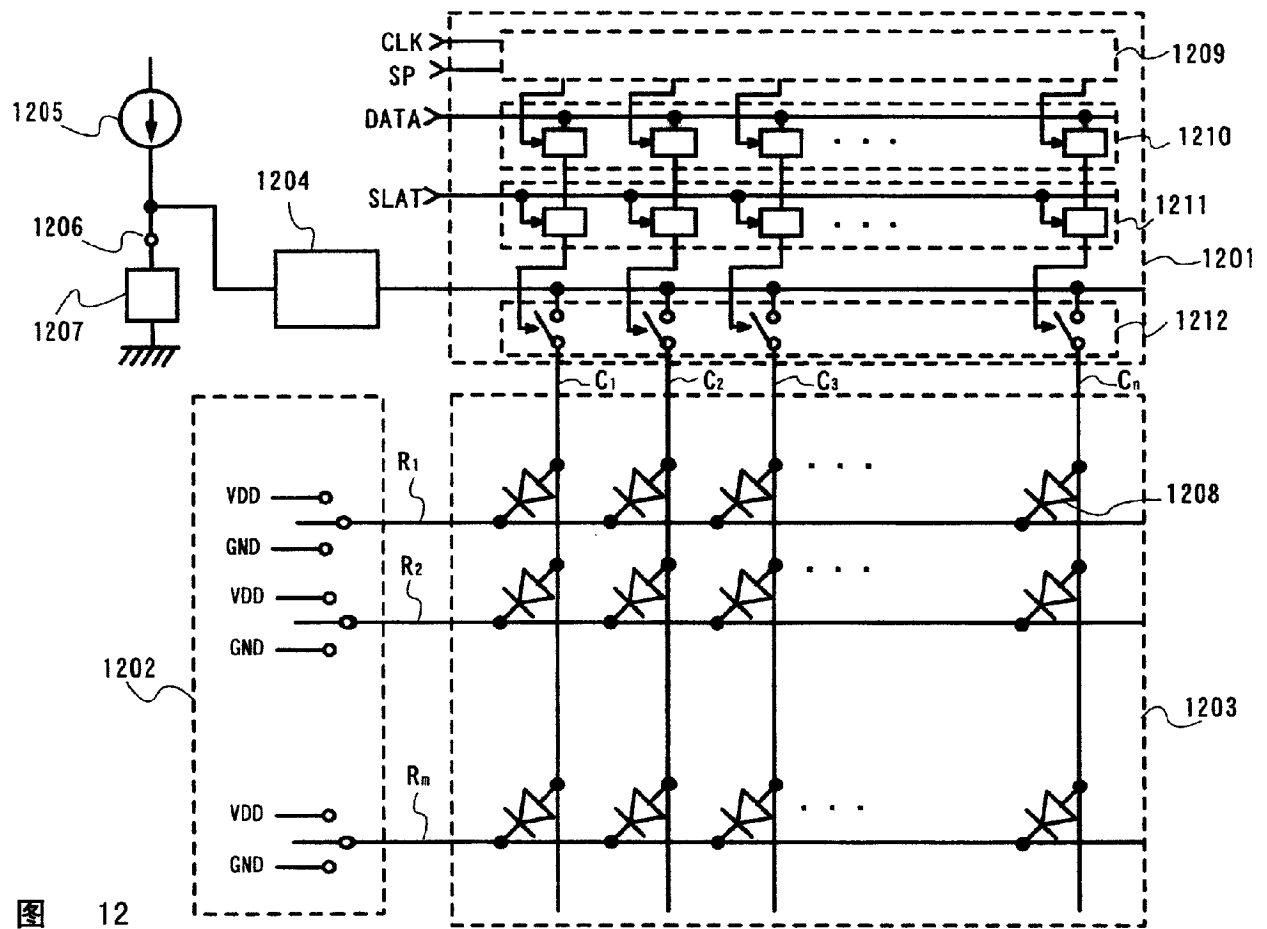 CLK
SP
1209
1205
DATA
1210
1204
SLAT
1211
1206
1201
1207
1212
C1
C2
C3
Cn
R1
VDD
1208
GND
R2
VDD
GND
1202
1203
Rm
VDD
GND
图 12